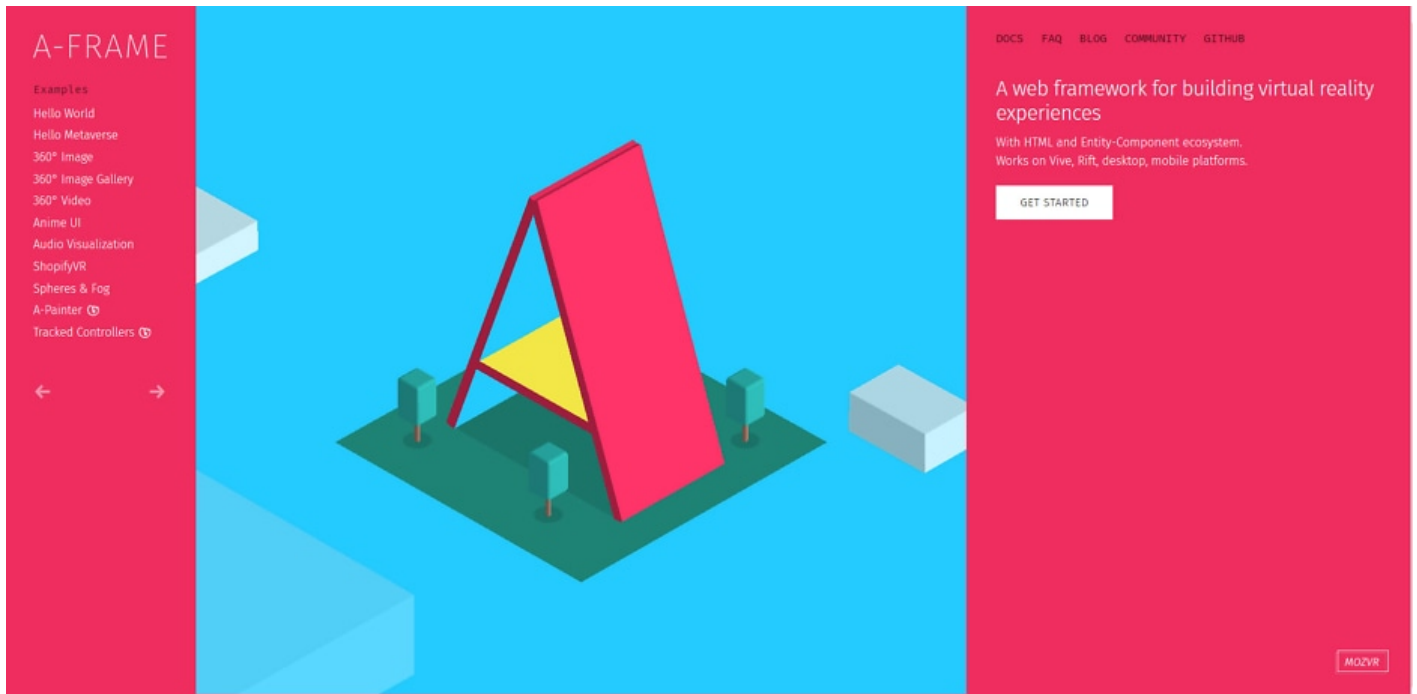 A-FRAME
Examples
Hello World
Hello Metaverse
360° Image
360° Image Gallery
360° Video
Anime UI
Audio Visualization
ShopifyVR
Spheres & Fog
A-Painter
Tracked Controllers
DOCS FAQ BLOG COMMUNITY GITHUB
A web framework for building virtual reality
experiences
With HTML and Entity-Component ecosystem.
Works on Vive, Rift, desktop, mobile platforms.
GET STARTED
MOZVR